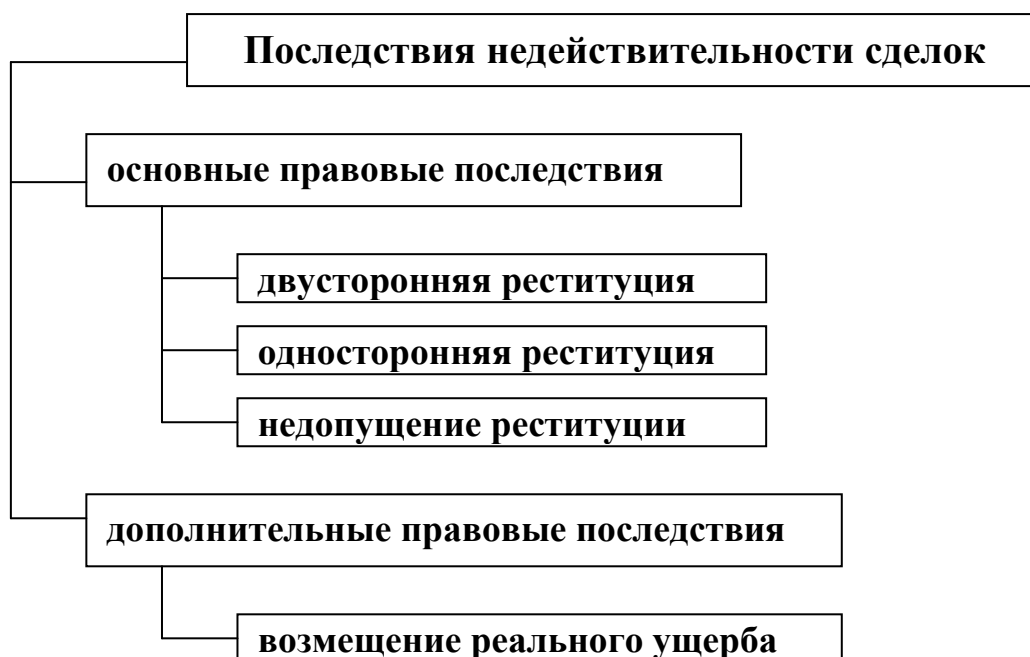 Последствия недействительности сделок
основные правовые последствия
двусторонняя реституция
односторонняя реституция
недопущение реституции
дополнительные правовые последствия
возмещение реального ущерба